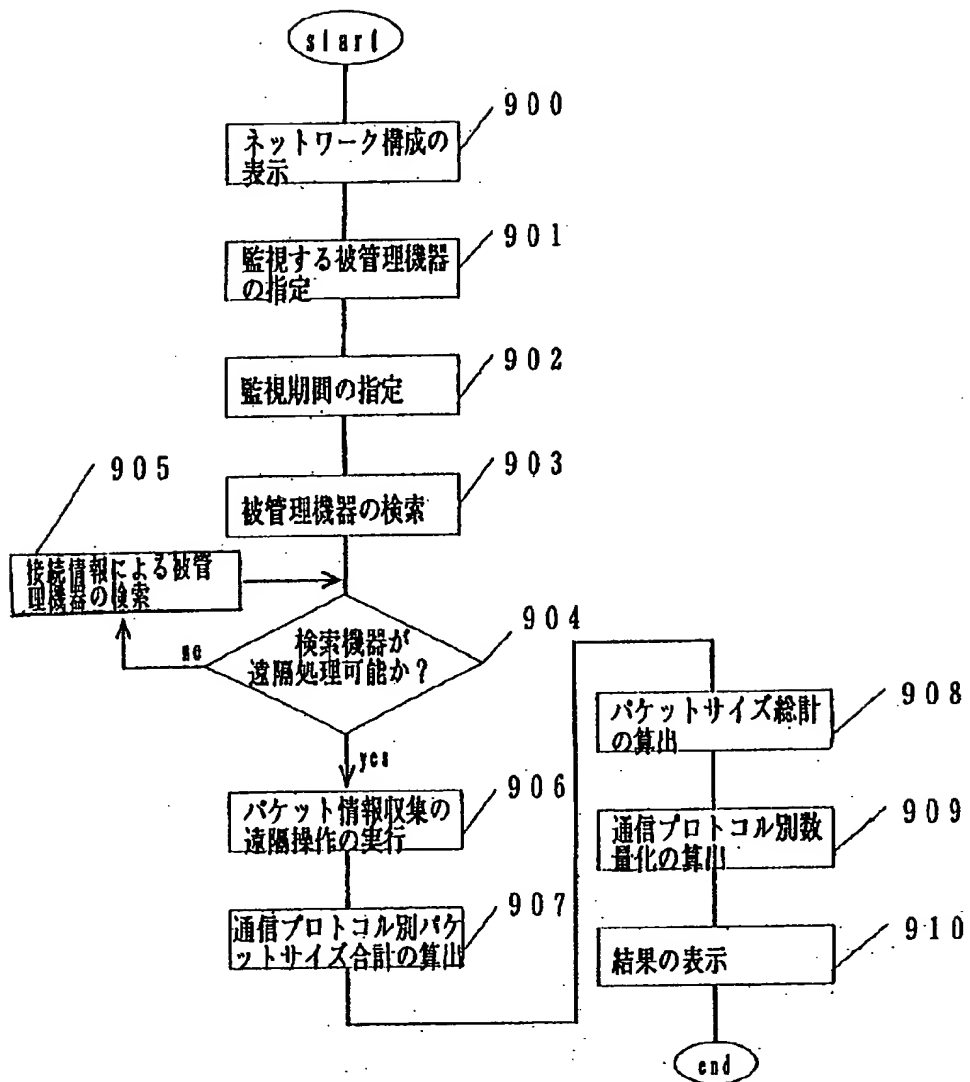 start
900
ネットワーク構成の
表示
901
監視する被管理機器
の指定
902
監視期間の指定
903
被管理機器の検索
905
接続情報による被管
理機器の検索
904
検索機器が
遠隔処理可能か？
no
yes
906
パケット情報収集の
遠隔操作の実行
907
通信プロトコル別パケ
ットサイズ合計の算出
908
パケットサイズ総計
の算出
909
通信プロトコル別数
量化の算出
910
結果の表示
end